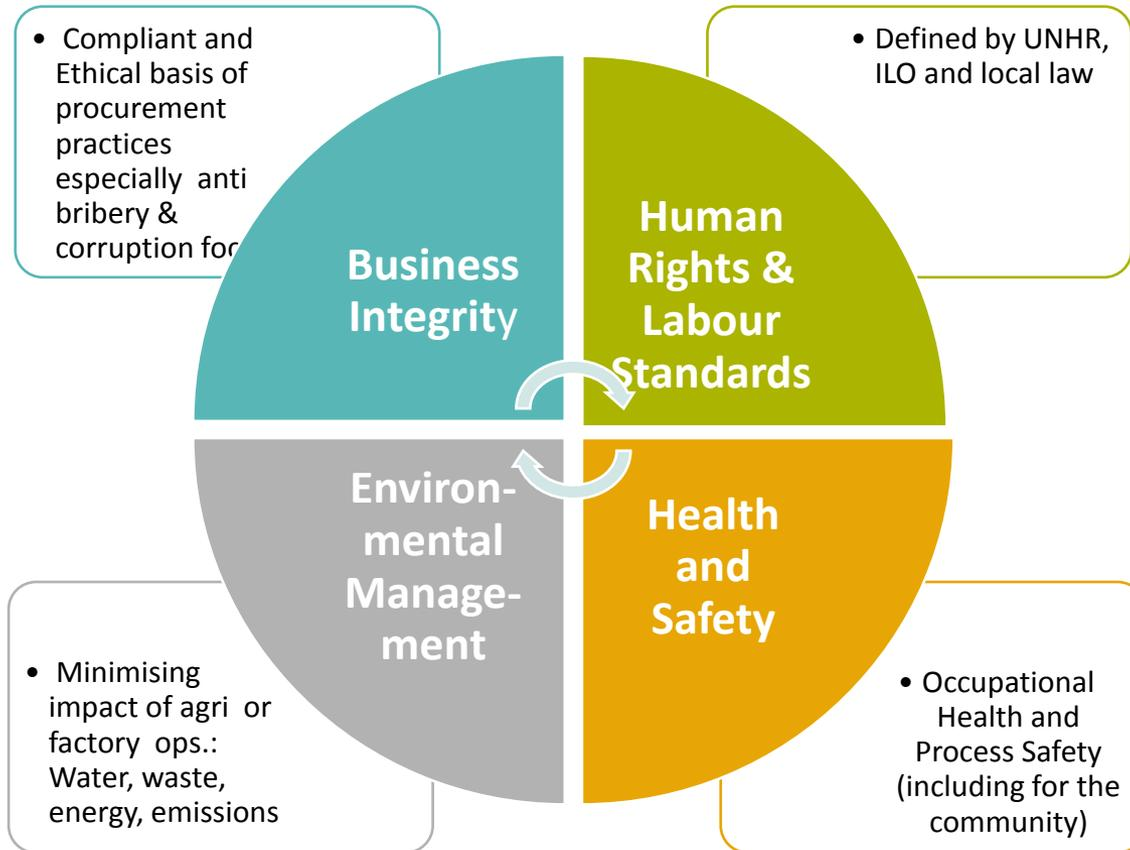 • Compliant and
Ethical basis of
procurement
practices
especially anti
bribery &
corruption foc
• Defined by UNHR,
ILO and local law
Business
Integrity
Human
Rights &
Labour
Standards
Environ-
mental
Manage-
ment
Health
and
Safety
• Minimising
impact of agri or
factory ops.:
Water, waste,
energy, emissions
• Occupational
Health and
Process Safety
(including for the
community)